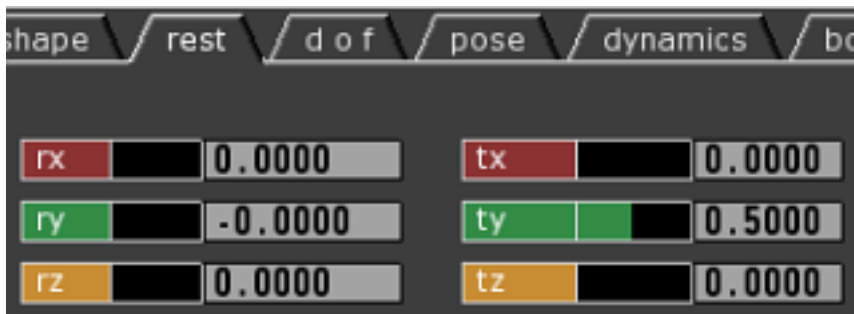 shape rest d o f pose dynamics
rx 0.0000 tx 0.0000
ry -0.0000 ty 0.5000
rz 0.0000 tz 0.0000